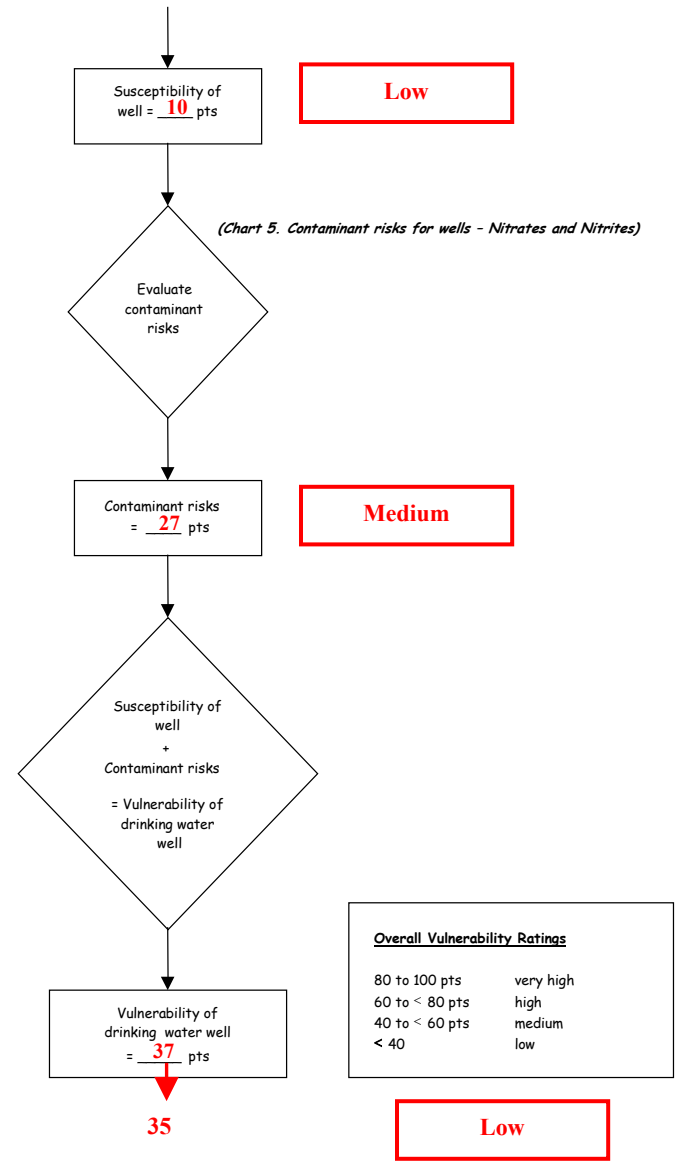 Susceptibility of
well = 10 pts
Low
(Chart 5. Contaminant risks for wells – Nitrates and Nitrites)
Evaluate
contaminant
risks
Contaminant risks
= 27 pts
Medium
Susceptibility of
well
+
Contaminant risks
= Vulnerability of
drinking water
well
Overall Vulnerability Ratings
80 to 100 pts very high
60 to < 80 pts high
40 to < 60 pts medium
< 40 low
Vulnerability of
drinking water well
= 37 pts
35
Low